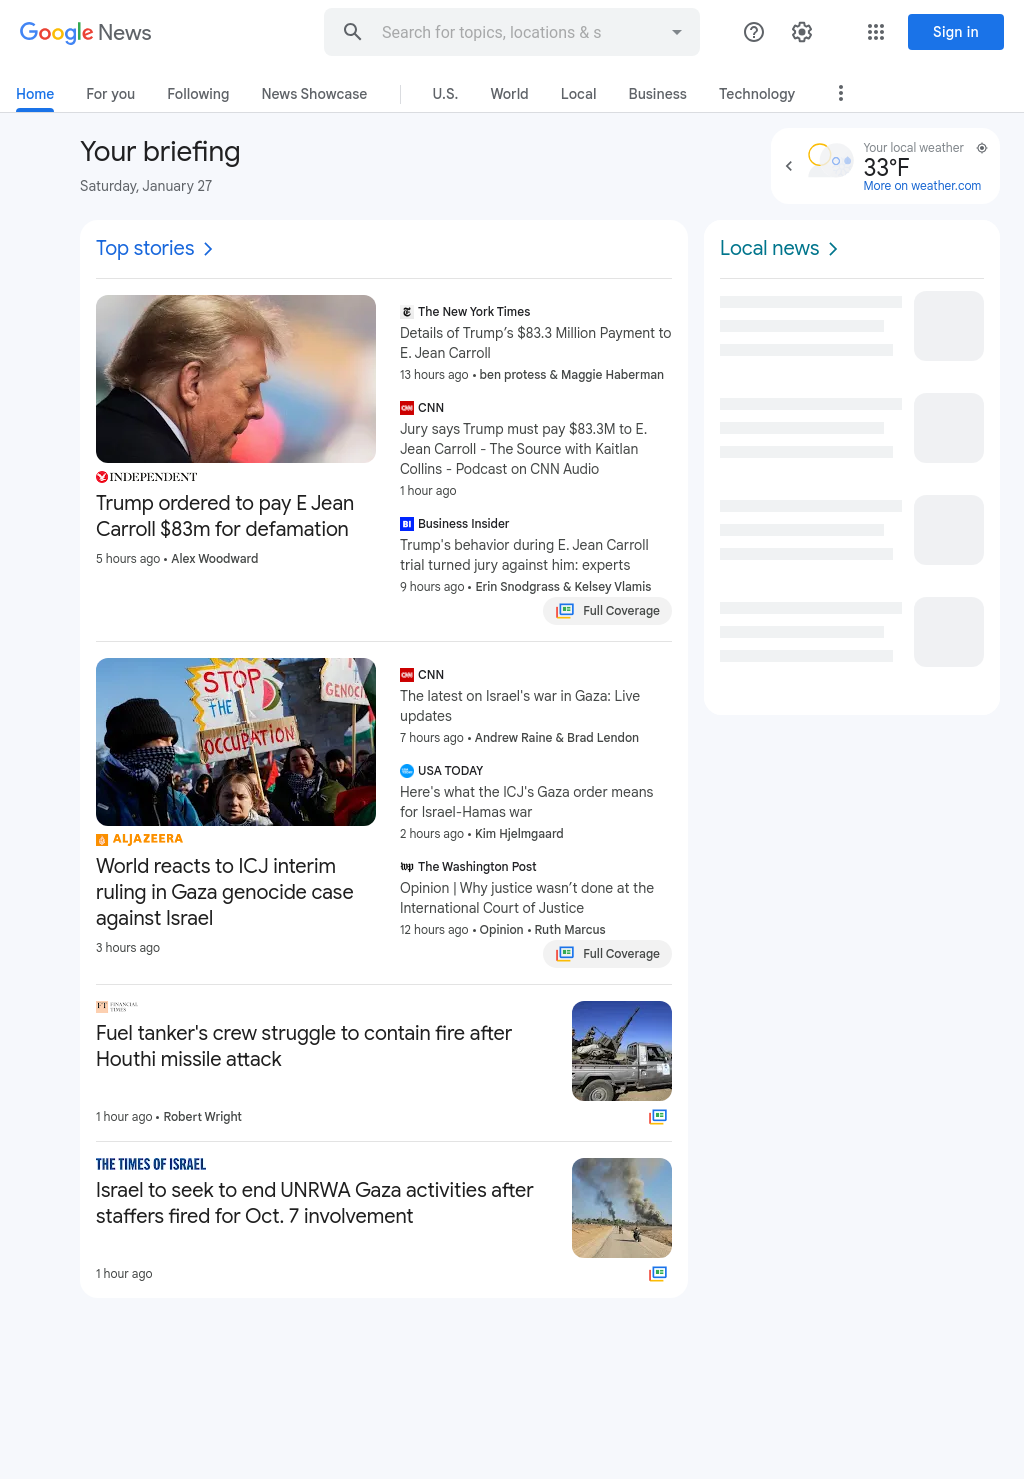 Google News
Search for topics, locations & s
Sign in
Home
For you
Following
News Showcase
U.S.
World
Local
Business
Technology
Your briefing
Saturday, January 27
Your local weather
33°F
More on weather.com
Top stories
INDEPENDENT
Trump ordered to pay E Jean
Carroll $83m for defamation
5 hours ago • Alex Woodward
The New York Times
Details of Trump’s $83.3 Million Payment to
E. Jean Carroll
13 hours ago • ben protess & Maggie Haberman
CNN
CNN
Jury says Trump must pay $83.3M to E.
Jean Carroll - The Source with Kaitlan
Collins - Podcast on CNN Audio
1 hour ago
BI
Business Insider
Trump's behavior during E. Jean Carroll
trial turned jury against him: experts
9 hours ago • Erin Snodgrass & Kelsey Vlamis
Full Coverage
STOP
THE
OCCUPATION
GENOCI
ALJAZEERA
World reacts to ICJ interim
ruling in Gaza genocide case
against Israel
3 hours ago
CNN
CNN
The latest on Israel's war in Gaza: Live
updates
7 hours ago • Andrew Raine & Brad Lendon
USA TODAY
Here's what the ICJ's Gaza order means
for Israel-Hamas war
2 hours ago • Kim Hjelmgaard
wp
The Washington Post
Opinion | Why justice wasn’t done at the
International Court of Justice
12 hours ago • Opinion • Ruth Marcus
Full Coverage
FT
FINANCIAL
TIMES
Fuel tanker's crew struggle to contain fire after
Houthi missile attack
1 hour ago • Robert Wright
THE TIMES OF ISRAEL
Israel to seek to end UNRWA Gaza activities after
staffers fired for Oct. 7 involvement
1 hour ago
Local news